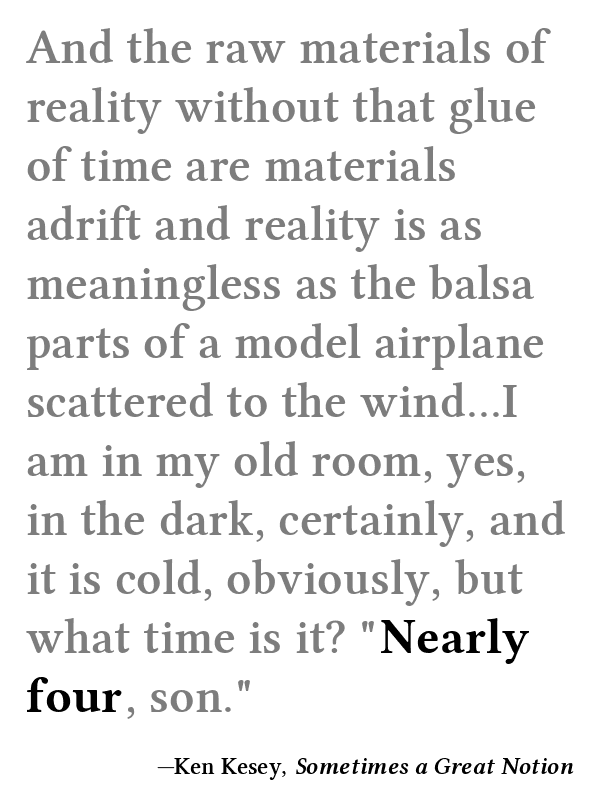 And the raw materials of
reality without that glue
of time are materials
adrift and reality is as
meaningless as the balsa
parts of a model airplane
scattered to the wind...I
am in my old room, yes,
in the dark, certainly, and
it is cold, obviously, but
what time is it? "Nearly
four, son."
—Ken Kesey, Sometimes a Great Notion